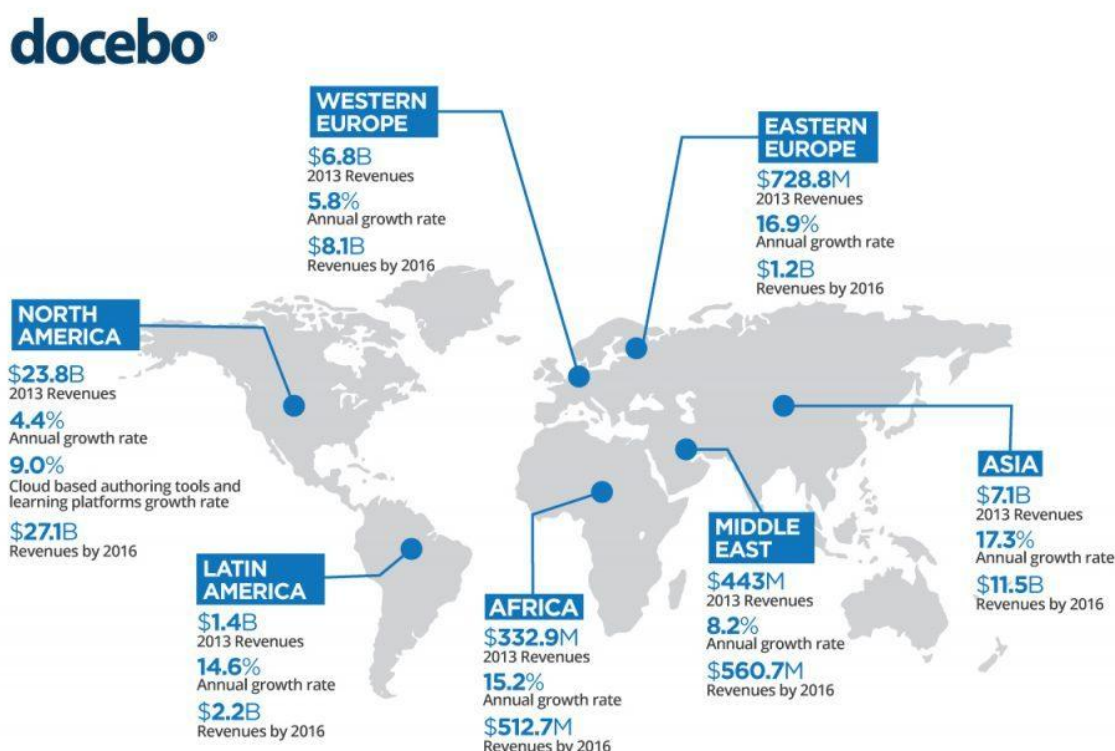 docebo®
WESTERN
EUROPE
$6.8B
2013 Revenues
5.8%
Annual growth rate
$8.1B
Revenues by 2016
EASTERN
EUROPE
$728.8M
2013 Revenues
16.9%
Annual growth rate
$1.2B
Revenues by 2016
NORTH
AMERICA
$23.8B
2013 Revenues
4.4%
Annual growth rate
9.0%
Cloud based authoring tools and
learning platforms growth rate
$27.1B
Revenues by 2016
LATIN
AMERICA
$1.4B
2013 Revenues
14.6%
Annual growth rate
$2.2B
Revenues by 2016
AFRICA
$332.9M
2013 Revenues
15.2%
Annual growth rate
$512.7M
Revenues by 2016
MIDDLE
EAST
$443M
2013 Revenues
8.2%
Annual growth rate
$560.7M
Revenues by 2016
ASIA
$7.1B
2013 Revenues
17.3%
Annual growth rate
$11.5B
Revenues by 2016